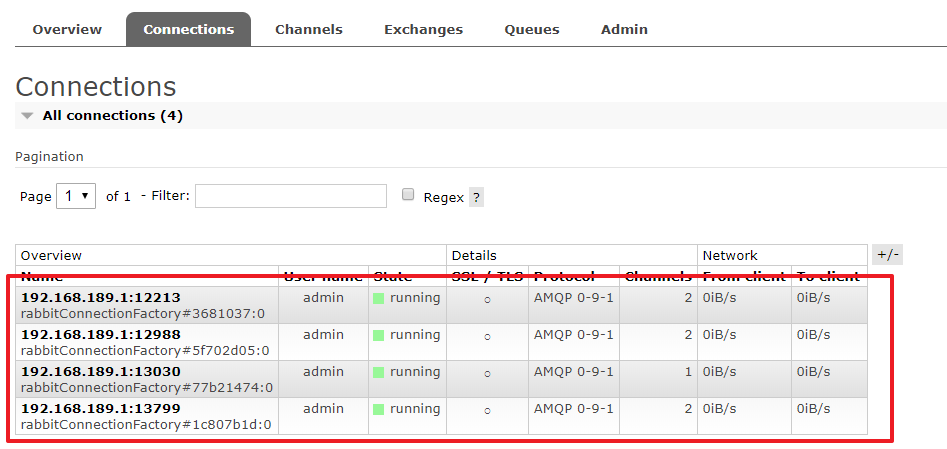 Overview Connections Channels Exchanges Queues Admin
Connections
All connections (4)
Pagination
Page 1 of 1 - Filter: Regex ?
Overview Details Network +/-
Name User name State SSL / TLS Protocol Channels From client To client
192.168.189.1:12213 admin running ○ AMQP 0-9-1 2 0iB/s 0iB/s
rabbitConnectionFactory#3681037:0
192.168.189.1:12988 admin running ○ AMQP 0-9-1 2 0iB/s 0iB/s
rabbitConnectionFactory#5f702d05:0
192.168.189.1:13030 admin running ○ AMQP 0-9-1 1 0iB/s 0iB/s
rabbitConnectionFactory#77b21474:0
192.168.189.1:13799 admin running ○ AMQP 0-9-1 2 0iB/s 0iB/s
rabbitConnectionFactory#1c807b1d:0